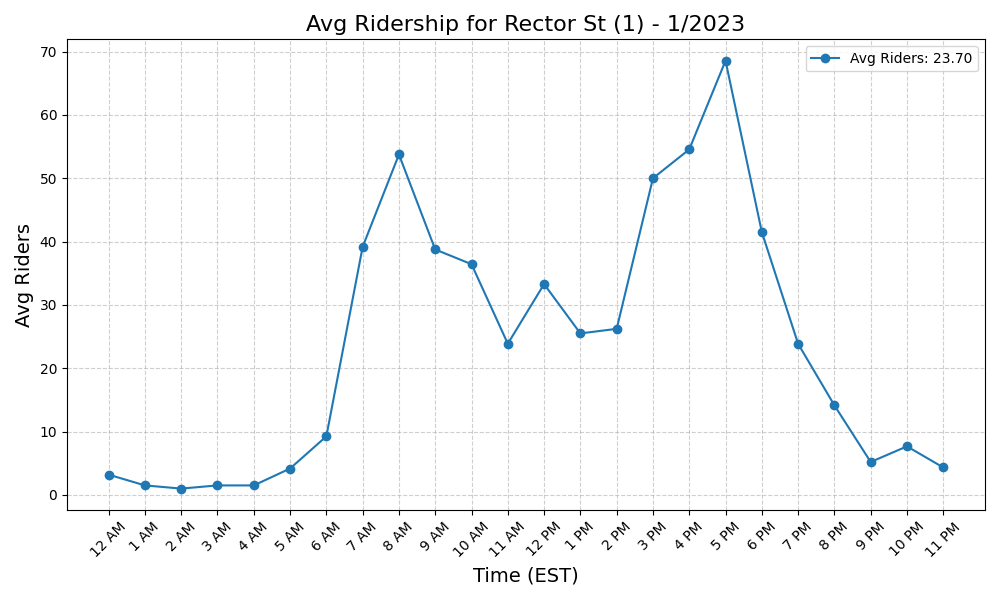 Avg Ridership for Rector St (1) - 1/2023
Avg Riders: 23.70
Avg Riders
70
60
50
40
30
20
10
0
12 AM
1 AM
2 AM
3 AM
4 AM
5 AM
6 AM
7 AM
8 AM
9 AM
10 AM
11 AM
12 PM
1 PM
2 PM
3 PM
4 PM
5 PM
6 PM
7 PM
8 PM
9 PM
10 PM
11 PM
Time (EST)